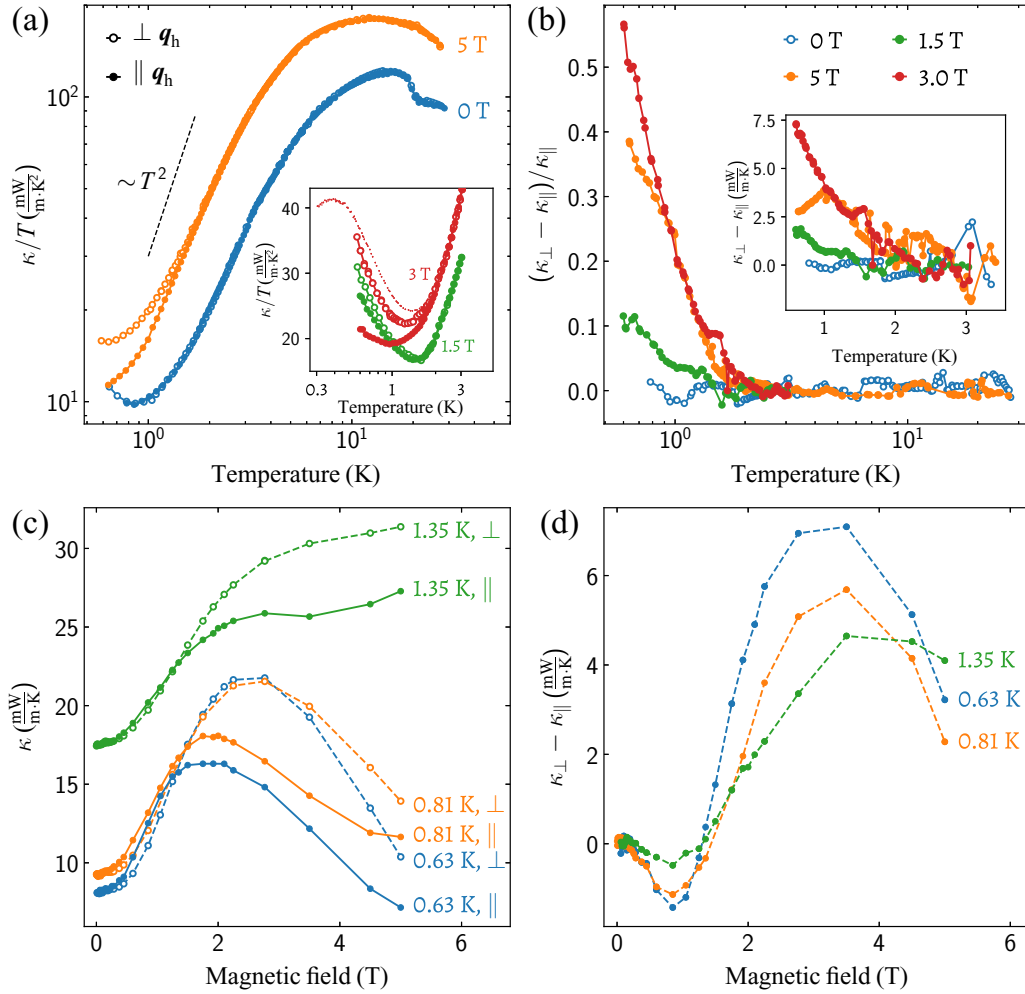 (a)
⊥ q_h
∥ q_h
5 T
0 T
~ T^2
κ/T (mW/m·K^2)
10^2
10^1
10^0
10^1
Temperature (K)
κ/T (mW/m·K^2)
40
30
20
3 T
1.5 T
0.3
1
3
Temperature (K)
(b)
0 T
1.5 T
5 T
3.0 T
(κ_⊥ − κ_∥)/κ_∥
0.5
0.4
0.3
0.2
0.1
0.0
10^0
10^1
Temperature (K)
κ_⊥ − κ_∥ (mW/m·K)
7.5
5.0
2.5
0.0
1
2
3
Temperature (K)
(c)
κ (mW/m·K)
30
25
20
15
10
1.35 K, ⊥
1.35 K, ∥
0.81 K, ⊥
0.81 K, ∥
0.63 K, ⊥
0.63 K, ∥
0
2
4
6
Magnetic field (T)
(d)
κ_⊥ − κ_∥ (mW/m·K)
6
4
2
0
1.35 K
0.63 K
0.81 K
0
2
4
6
Magnetic field (T)